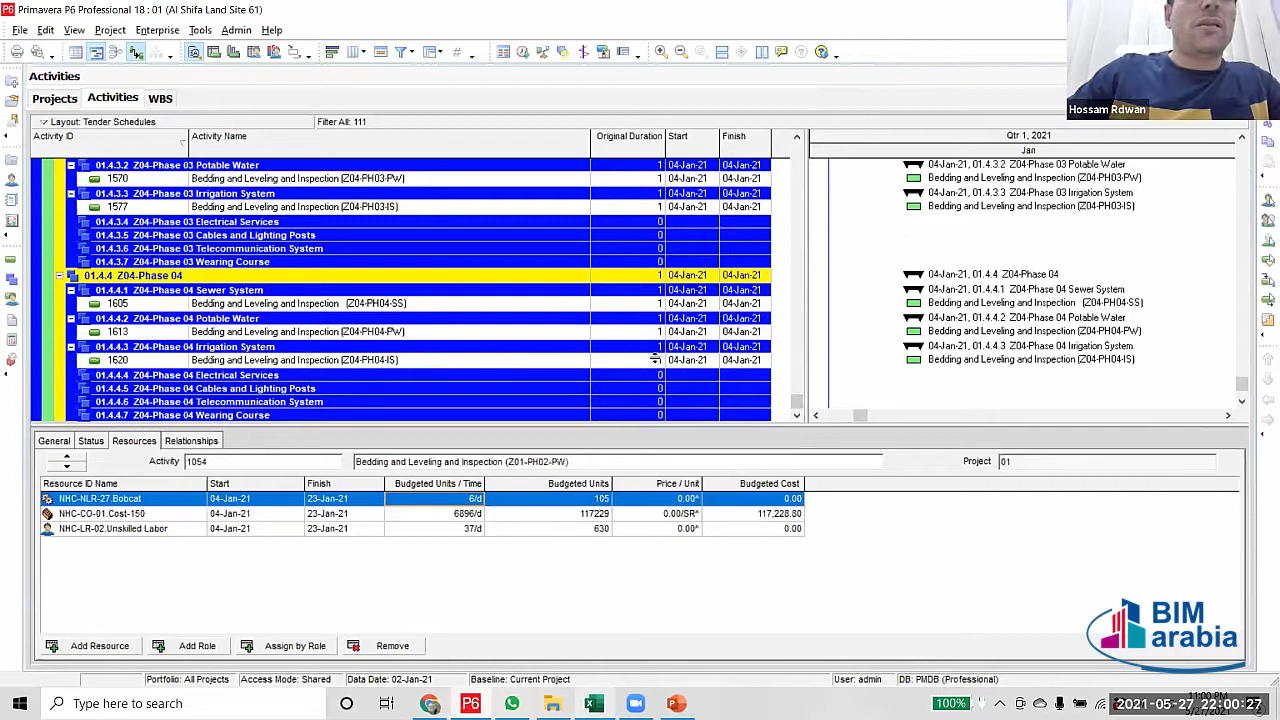 Primavera P6 Professional 18 : 01 (Al Shifa Land Site 61)
File Edit View Project Enterprise Tools Admin Help
Activities
Projects Activities WBS
Layout: Tender Schedules Filter All: 111
Activity ID Activity Name Original Duration Start Finish
Qtr 1, 2021
Jan
01.4.3.2 Z04-Phase 03 Potable Water 1 04-Jan-21 04-Jan-21 04-Jan-21, 01.4.3.2 Z04-Phase 03 Potable Water
1570 Bedding and Leveling and Inspection (Z04-PH03-PW) 1 04-Jan-21 04-Jan-21 Bedding and Leveling and Inspection (Z04-PH03-PW)
01.4.3.3 Z04-Phase 03 Irrigation System 1 04-Jan-21 04-Jan-21 04-Jan-21, 01.4.3.3 Z04-Phase 03 Irrigation System
1577 Bedding and Leveling and Inspection (Z04-PH03-IS) 1 04-Jan-21 04-Jan-21 Bedding and Leveling and Inspection (Z04-PH03-IS)
01.4.3.4 Z04-Phase 03 Electrical Services 0
01.4.3.5 Z04-Phase 03 Cables and Lighting Posts 0
01.4.3.6 Z04-Phase 03 Telecommunication System 0
01.4.3.7 Z04-Phase 03 Wearing Course 0
01.4.4 Z04-Phase 04 1 04-Jan-21 04-Jan-21 04-Jan-21, 01.4.4 Z04-Phase 04
01.4.4.1 Z04-Phase 04 Sewer System 1 04-Jan-21 04-Jan-21 04-Jan-21, 01.4.4.1 Z04-Phase 04 Sewer System
1605 Bedding and Leveling and Inspection (Z04-PH04-SS) 1 04-Jan-21 04-Jan-21 Bedding and Leveling and Inspection (Z04-PH04-SS)
01.4.4.2 Z04-Phase 04 Potable Water 1 04-Jan-21 04-Jan-21 04-Jan-21, 01.4.4.2 Z04-Phase 04 Potable Water
1613 Bedding and Leveling and Inspection (Z04-PH04-PW) 1 04-Jan-21 04-Jan-21 Bedding and Leveling and Inspection (Z04-PH04-PW)
01.4.4.3 Z04-Phase 04 Irrigation System 1 04-Jan-21 04-Jan-21 04-Jan-21, 01.4.4.3 Z04-Phase 04 Irrigation System
1620 Bedding and Leveling and Inspection (Z04-PH04-IS) 04-Jan-21 04-Jan-21 Bedding and Leveling and Inspection (Z04-PH04-IS)
01.4.4.4 Z04-Phase 04 Electrical Services 0
01.4.4.5 Z04-Phase 04 Cables and Lighting Posts 0
01.4.4.6 Z04-Phase 04 Telecommunication System 0
01.4.4.7 Z04-Phase 04 Wearing Course 0
Hossam Rdwan
General Status Resources Relationships
Activity 1054 Bedding and Leveling and Inspection (Z01-PH02-PW) Project 01
Resource ID Name Start Finish Budgeted Units / Time Budgeted Units Price / Unit Budgeted Cost
NHC-NLR-27.Bobcat 04-Jan-21 23-Jan-21 6/d 105 0.00^ 0.00
NHC-CO-01.Cost-150 04-Jan-21 23-Jan-21 6896/d 117229 0.00/SR^ 117,228.80
NHC-LR-02.Unskilled Labor 04-Jan-21 23-Jan-21 37/d 630 0.00^ 0.00
Add Resource Add Role Assign by Role Remove
BIM
arabia
Portfolio: All Projects Access Mode: Shared Data Date: 02-Jan-21 Baseline: Current Project User: admin DB: PMDB (Professional)
Type here to search 100%
2021-05-27 22:00:27